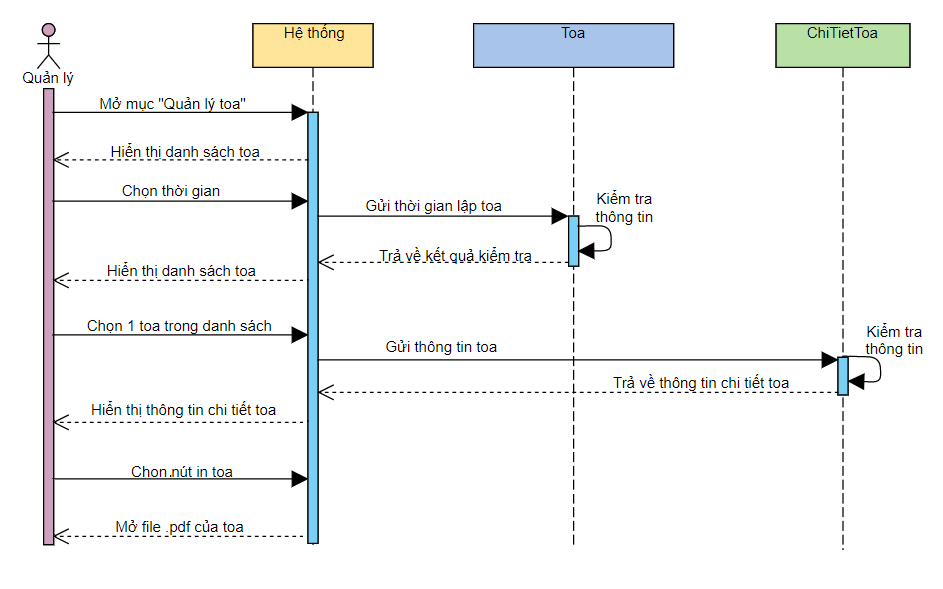 Hệ thống
Toa
ChiTietToa
Quản lý
Mở mục "Quản lý toa"
Hiển thị danh sách toa
Chọn thời gian
Gửi thời gian lập toa
Kiểm tra
thông tin
Trả về kết quả kiểm tra
Hiển thị danh sách toa
Chọn 1 toa trong danh sách
Gửi thông tin toa
Kiểm tra
thông tin
Trả về thông tin chi tiết toa
Hiển thị thông tin chi tiết toa
Chọn nút in toa
Mở file .pdf của toa